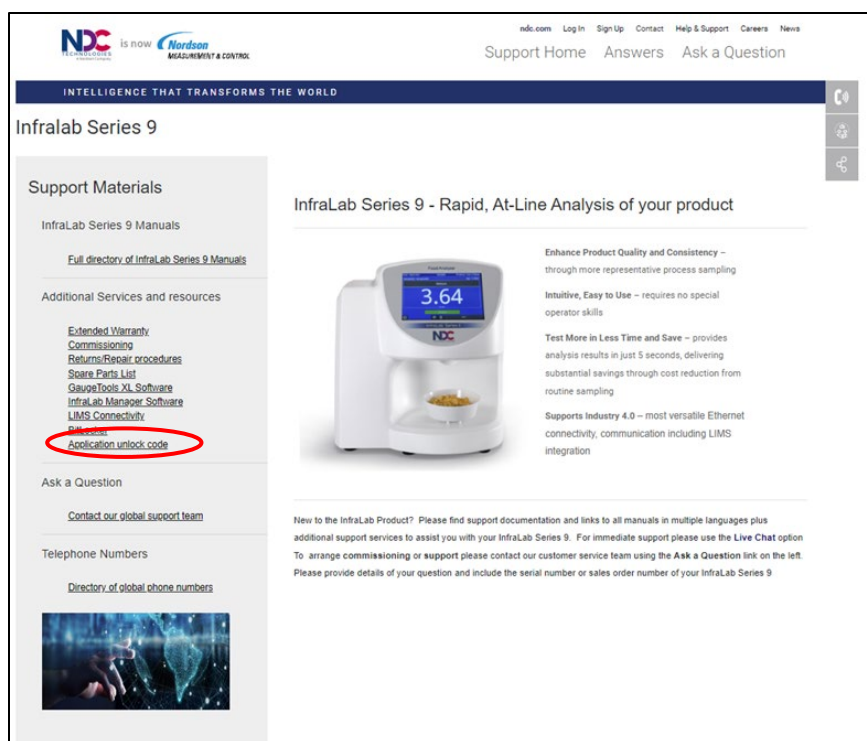 NDC
TECHNOLOGIES
is now
Nordson
MEASUREMENT & CONTROL
ndc.com Log In Sign Up Contact Help & Support Careers News
Support Home Answers Ask a Question
INTELLIGENCE THAT TRANSFORMS THE WORLD
Infralab Series 9
Support Materials
InfraLab Series 9 Manuals
Full directory of InfraLab Series 9 Manuals
Additional Services and resources
Extended Warranty
Commissioning
Returns/Repair procedures
Spare Parts List
GaugeTools XL Software
InfraLab Manager Software
LIMS Connectivity
BitLocker
Application unlock code
Ask a Question
Contact our global support team
Telephone Numbers
Directory of global phone numbers
InfraLab Series 9 - Rapid, At-Line Analysis of your product
3.64
NDC
Enhance Product Quality and Consistency –
through more representative process sampling
Intuitive, Easy to Use – requires no special
operator skills
Test More in Less Time and Save – provides
analysis results in just 5 seconds, delivering
substantial savings through cost reduction from
routine sampling
Supports Industry 4.0 – most versatile Ethernet
connectivity, communication including LIMS
integration
New to the InfraLab Product? Please find support documentation and links to all manuals in multiple languages plus
additional support services to assist you with your InfraLab Series 9. For immediate support please use the Live Chat option
To arrange commissioning or support please contact our customer service team using the Ask a Question link on the left.
Please provide details of your question and include the serial number or sales order number of your InfraLab Series 9